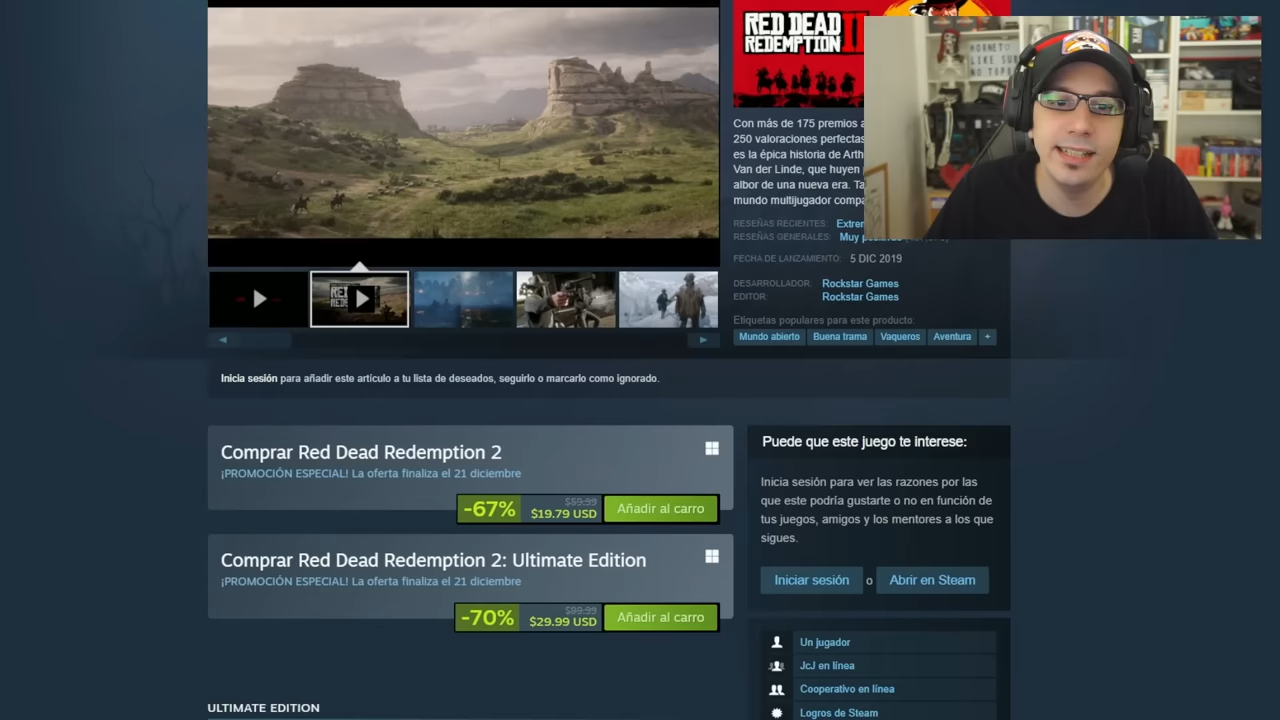 RED DEAD
REDEMPTION II
HORNET
LIKE SU
NO TOP
Con más de 175 premios a
250 valoraciones perfectas
es la épica historia de Arth
Van der Linde, que huyen
albor de una nueva era. Ta
mundo multijugador compa
RESEÑAS RECIENTES: Extrem
RESEÑAS GENERALES: Muy
FECHA DE LANZAMIENTO: 5 DIC 2019
DESARROLLADOR: Rockstar Games
EDITOR: Rockstar Games
Etiquetas populares para este producto:
Mundo abierto Buena trama Vaqueros Aventura +
Inicia sesión para añadir este artículo a tu lista de deseados, seguirlo o marcarlo como ignorado.
Comprar Red Dead Redemption 2
¡PROMOCIÓN ESPECIAL! La oferta finaliza el 21 diciembre
-67% $59.99 $19.79 USD Añadir al carro
Comprar Red Dead Redemption 2: Ultimate Edition
¡PROMOCIÓN ESPECIAL! La oferta finaliza el 21 diciembre
-70% $99.99 $29.99 USD Añadir al carro
ULTIMATE EDITION
Puede que este juego te interese:
Inicia sesión para ver las razones por las
que este podría gustarte o no en función de
tus juegos, amigos y los mentores a los que
sigues.
Iniciar sesión o Abrir en Steam
Un jugador
JcJ en línea
Cooperativo en línea
Logros de Steam